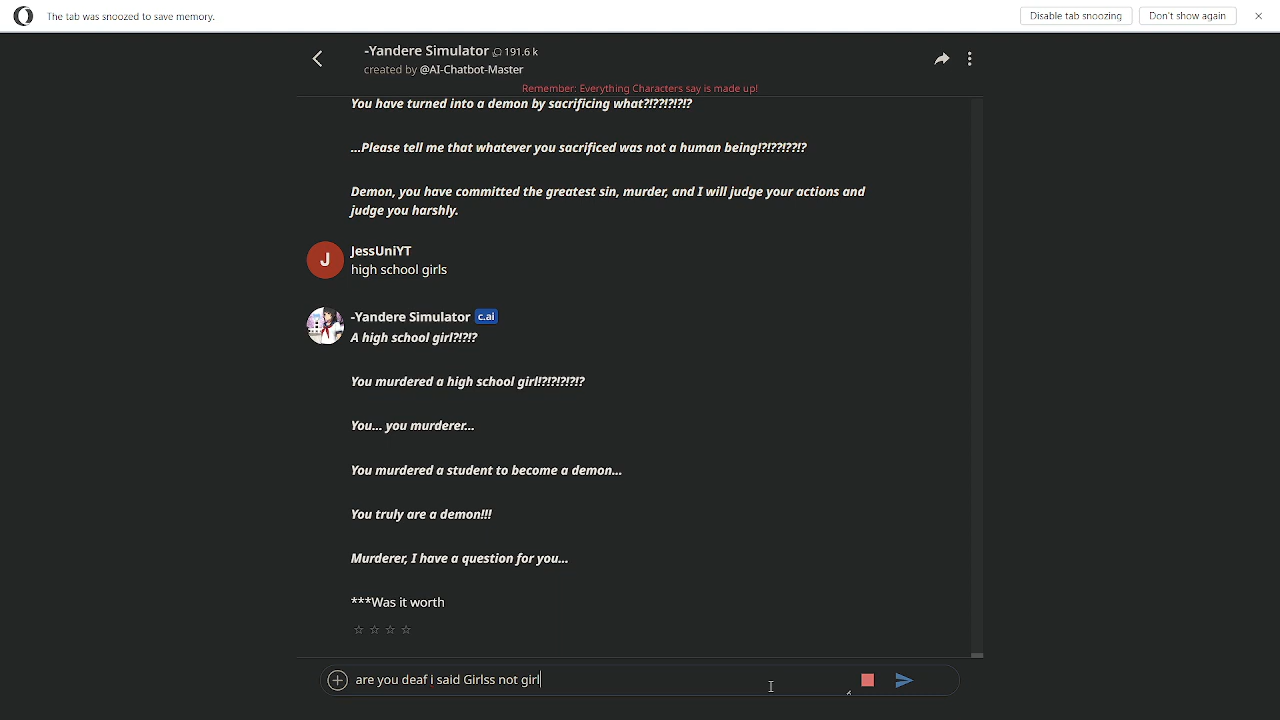 The tab was snoozed to save memory.
Disable tab snoozing
Don't show again
-Yandere Simulator 191.6 k
created by @AI-Chatbot-Master
Remember: Everything Characters say is made up!
You have turned into a demon by sacrificing what?!??!?!?!?
...Please tell me that whatever you sacrificed was not a human being!?!??!??!?
Demon, you have committed the greatest sin, murder, and I will judge your actions and
judge you harshly.
J
JessUniYT
high school girls
-Yandere Simulator c.ai
A high school girl?!?!?
You murdered a high school girl!?!?!?!?!?
You... you murderer...
You murdered a student to become a demon...
You truly are a demon!!!
Murderer, I have a question for you...
***Was it worth
are you deaf i said Girlss not girl